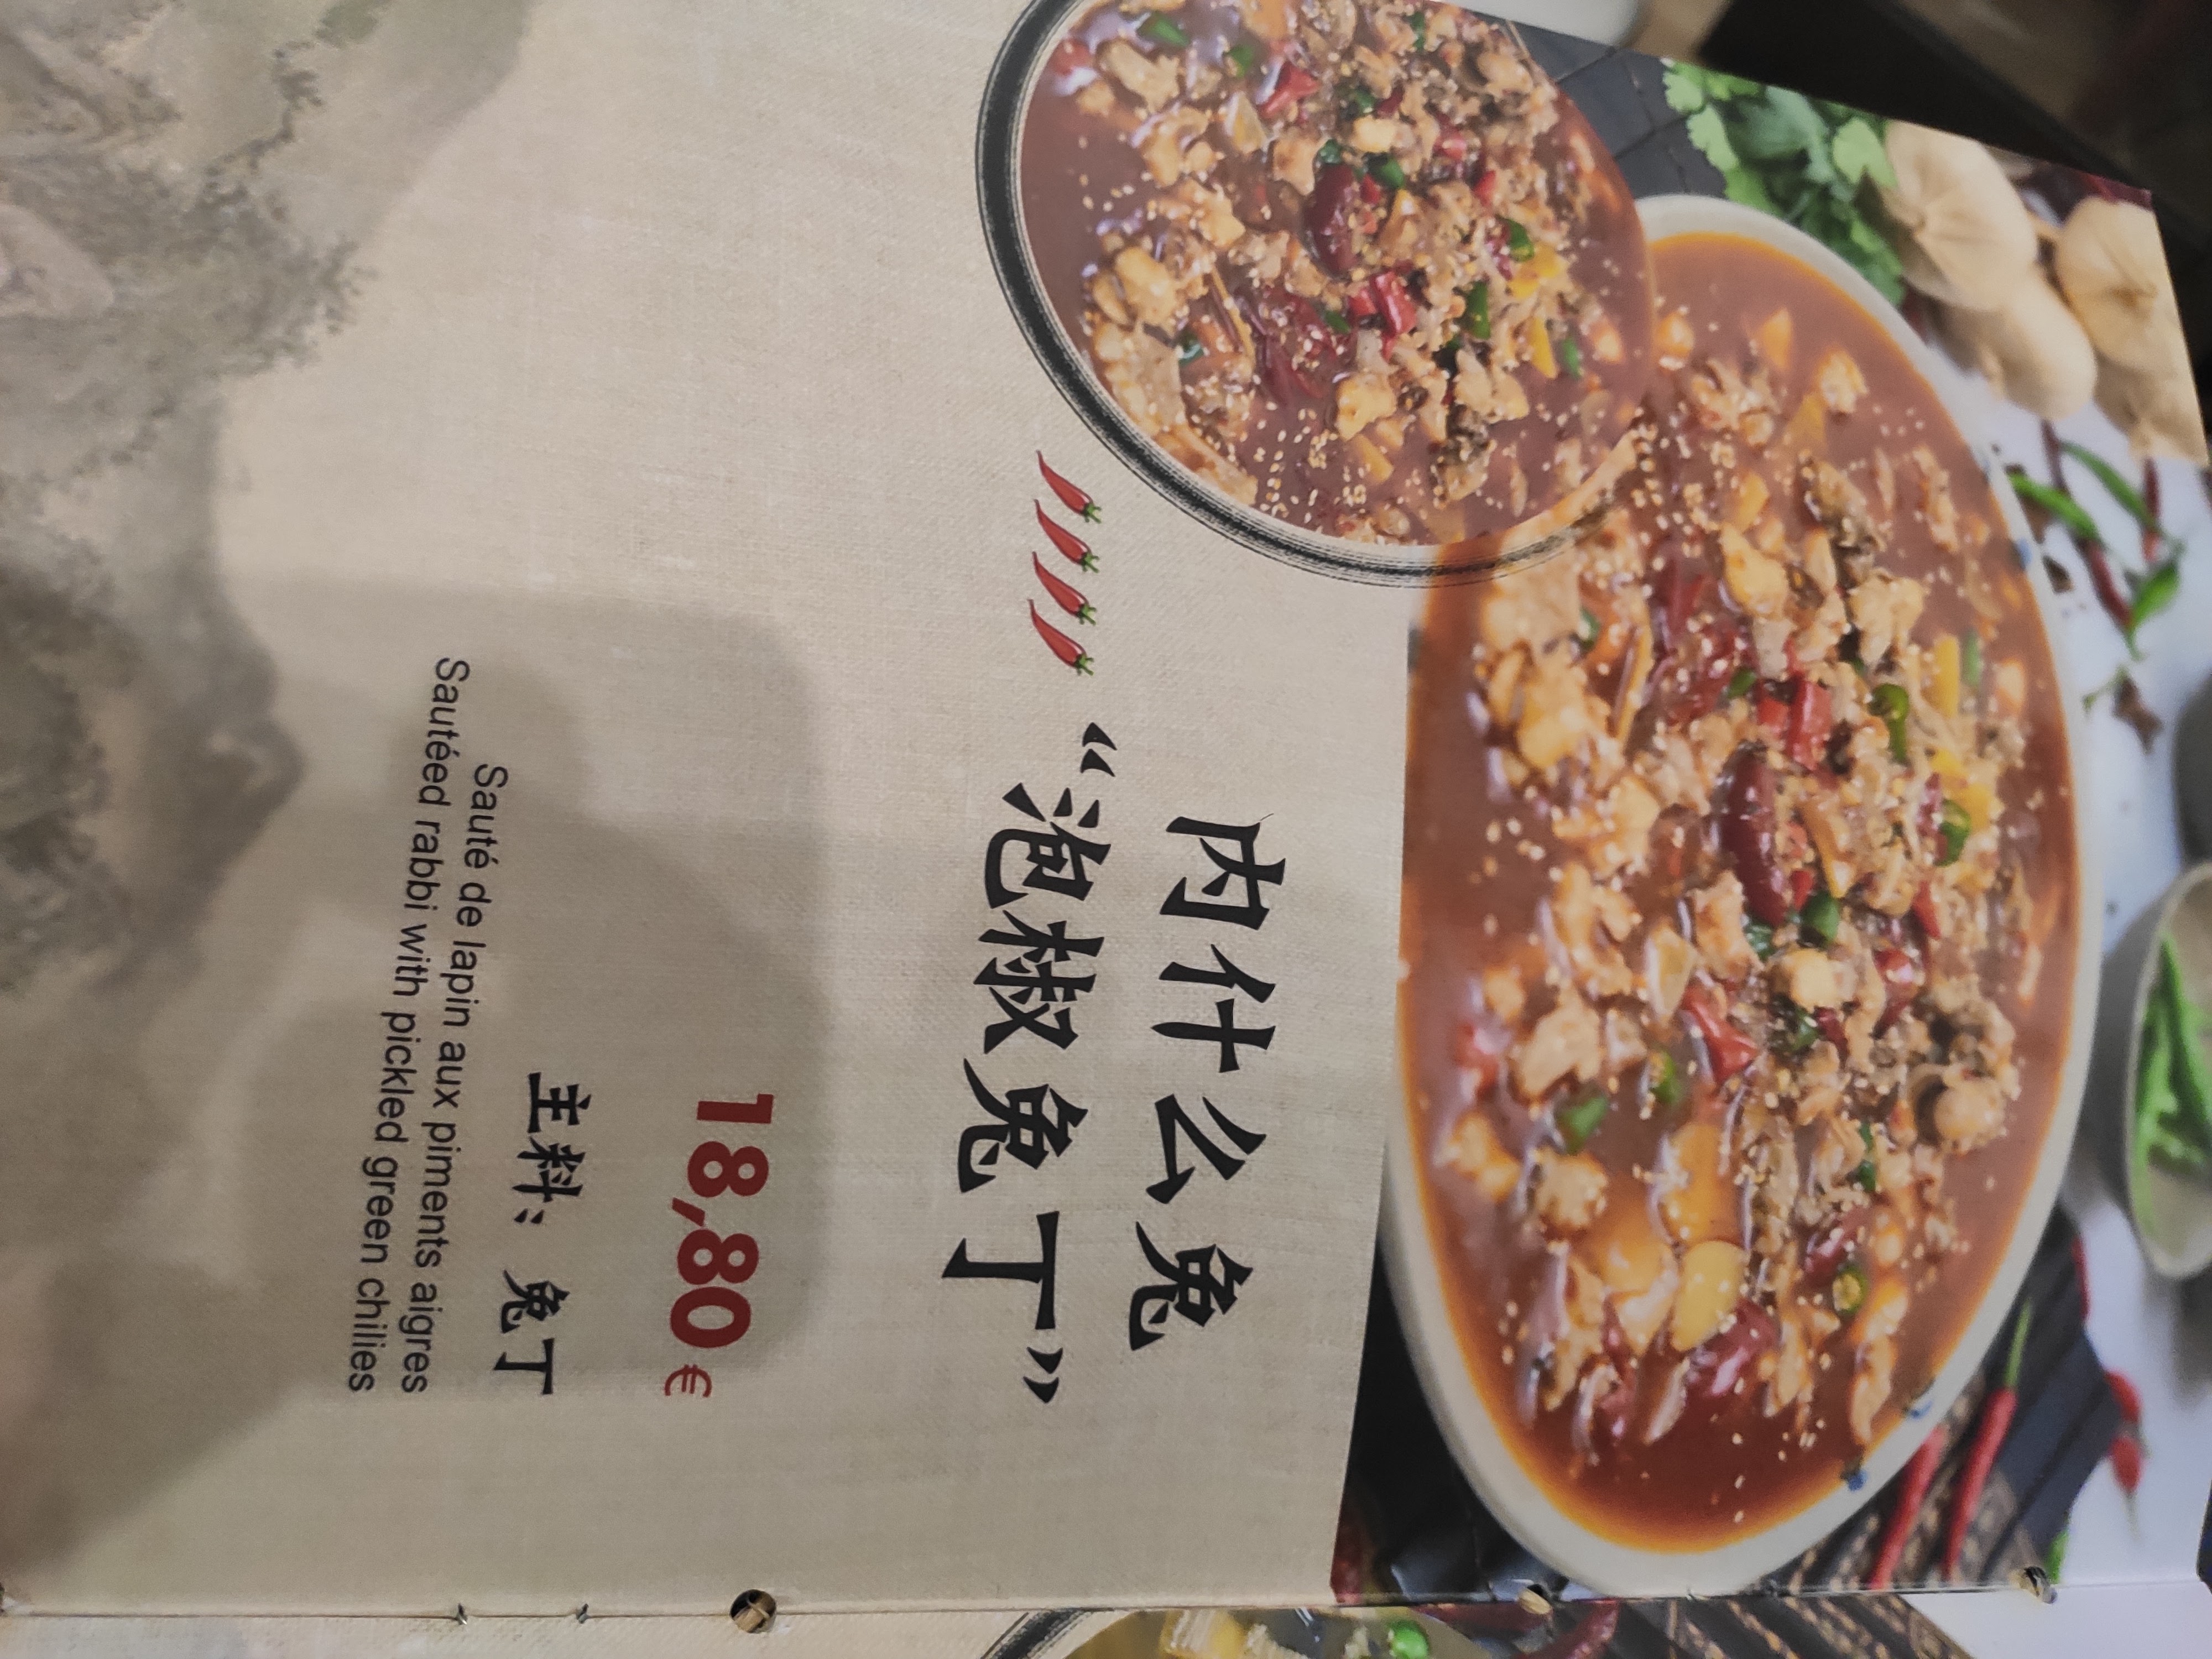 内什么兔
“泡椒兔丁”
18,80€
主料：兔丁
Sauté de lapin aux piments aigres
Sautéed rabbi with pickled green chilies